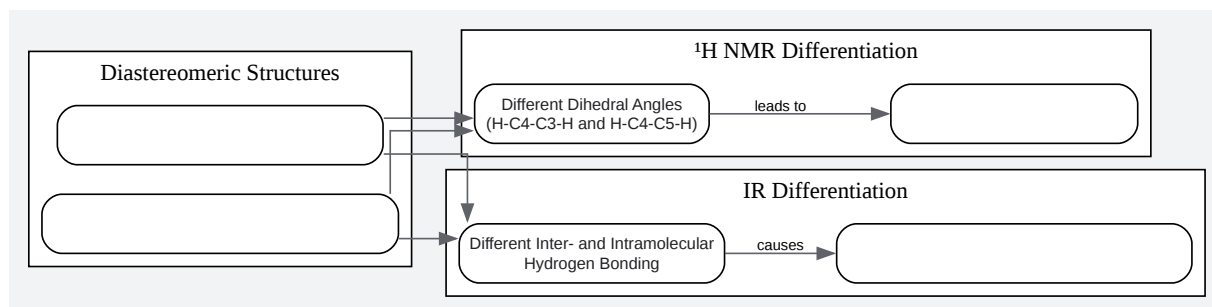 Diastereomeric Structures
¹H NMR Differentiation
Different Dihedral Angles
(H-C4-C3-H and H-C4-C5-H)
leads to
IR Differentiation
Different Inter- and Intramolecular
Hydrogen Bonding
causes